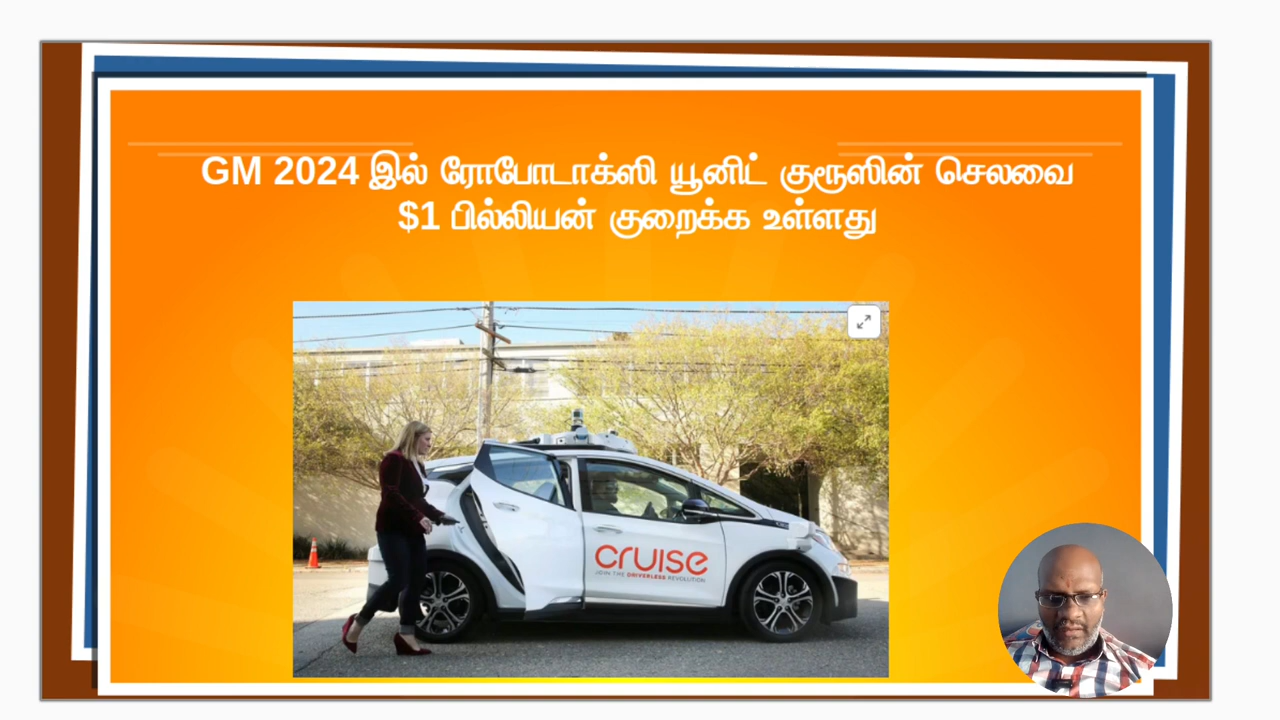 GM 2024 இல் ரோபோடாக்ஸி யூனிட் குரூஸின் செலவை
$1 பில்லியன் குறைக்க உள்ளது
cruise
JOIN THE DRIVERLESS REVOLUTION